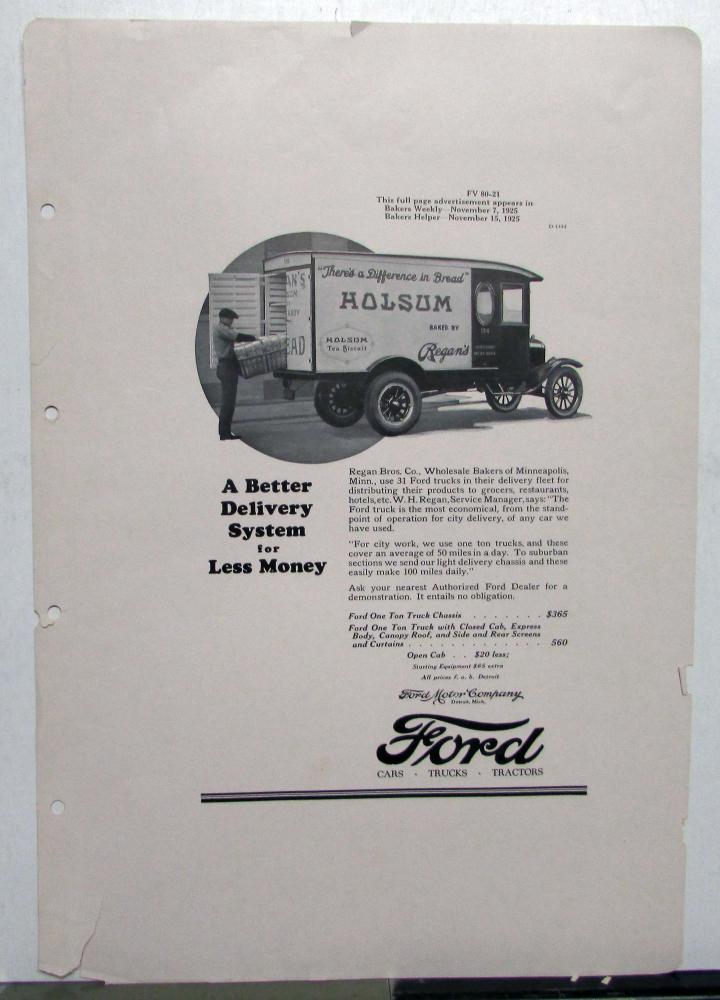 FV 80-21
This full page advertisement appears in
Bakers Weekly—November 7, 1925
Bakers Helper—November 15, 1925
"There's a Difference in Bread"
HOLSUM
BAKED BY
Regan's
HOLSUM
Tea Biscuit
A Better
Delivery
System
for
Less Money
Regan Bros. Co., Wholesale Bakers of Minneapolis,
Minn., use 31 Ford trucks in their delivery fleet for
distributing their products to grocers, restaurants,
hotels, etc. W. H. Regan, Service Manager, says: "The
Ford truck is the most economical, from the stand-
point of operation for city delivery, of any car we
have used.
"For city work, we use one ton trucks, and these
cover an average of 50 miles in a day. To suburban
sections we send our light delivery chassis and these
easily make 100 miles daily."
Ask your nearest Authorized Ford Dealer for a
demonstration. It entails no obligation.
Ford One Ton Truck Chassis . . . . . . . $365
Ford One Ton Truck with Closed Cab, Express
Body, Canopy Roof, and Side and Rear Screens
and Curtains . . . . . . . . . . . . . 560
Open Cab . . $20 less;
Starting Equipment $65 extra
All prices f. o. b. Detroit
Ford Motor Company
Detroit, Mich.
Ford
CARS · TRUCKS · TRACTORS